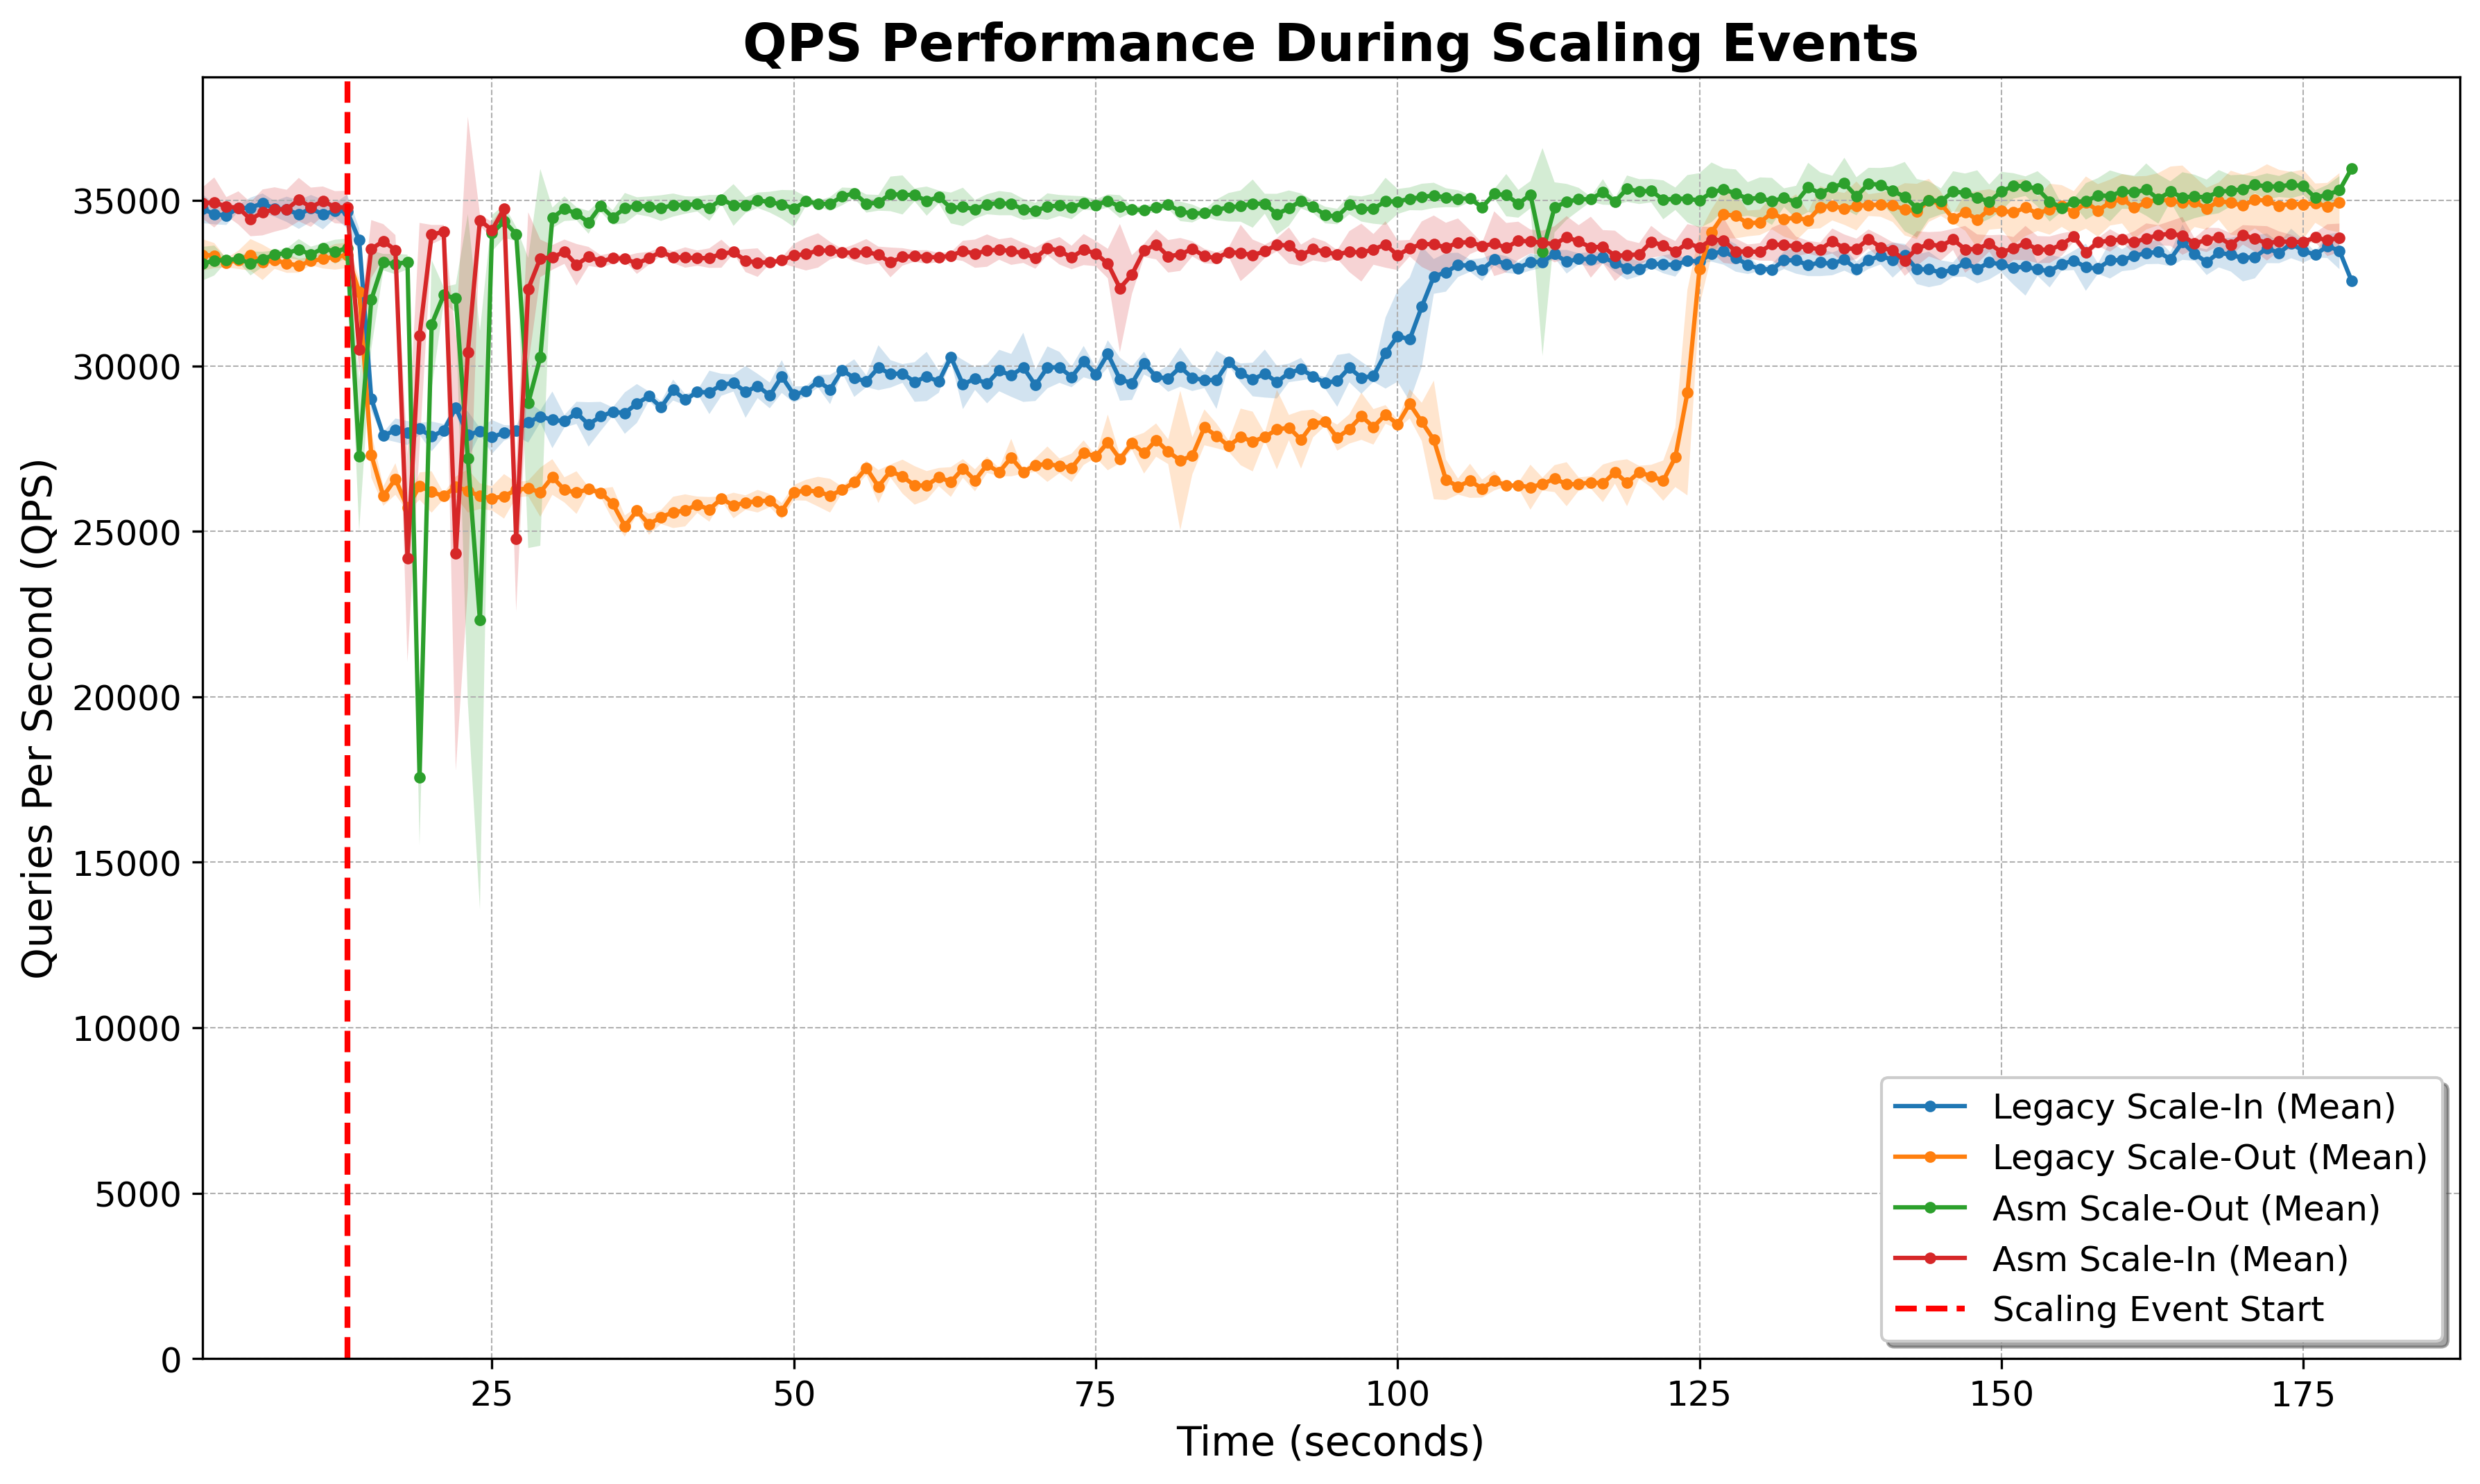 QPS Performance During Scaling Events
Queries Per Second (QPS)
35000
30000
25000
20000
15000
10000
5000
0
25 50 75 100 125 150 175
Time (seconds)
Legacy Scale-In (Mean)
Legacy Scale-Out (Mean)
Asm Scale-Out (Mean)
Asm Scale-In (Mean)
Scaling Event Start